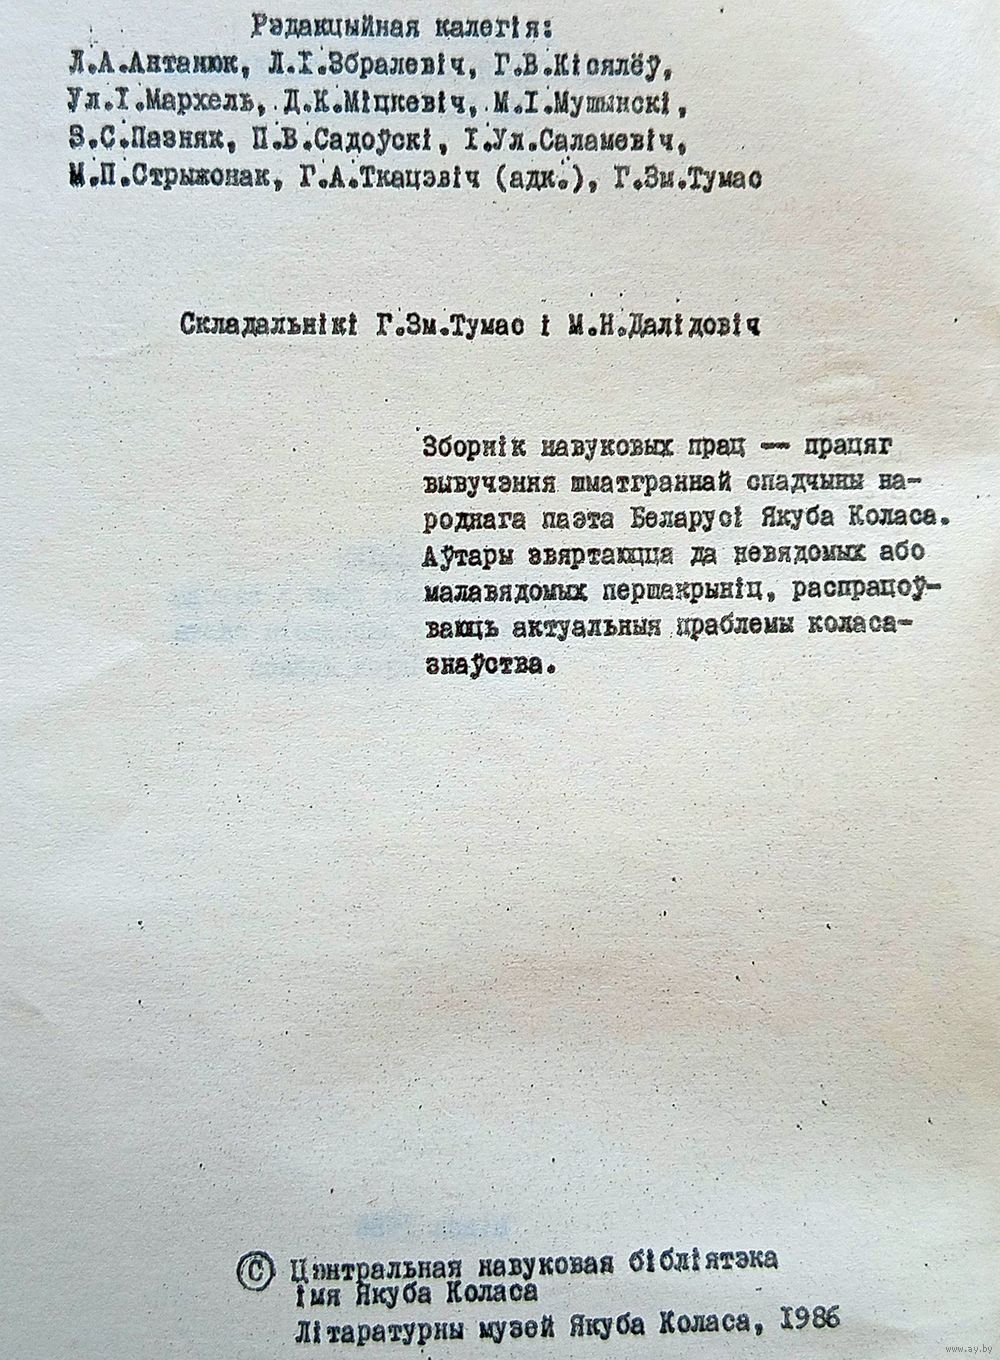 Рэдакцыйная калегія:
Л.А.Антанюк, Л.І.Збралевіч, Г.В.Кісялёў,
Ул.І.Мархель, Д.К.Міцкевіч, М.І.Мушынскі,
З.С.Пазняк, П.В.Садоўскі, І.Ул.Саламевіч,
М.П.Стрыжонак, Г.А.Ткацэвіч (адк.), Г.Зм.Тумас
Складальнікі Г.Зм.Тумас і М.Н.Далідовіч
Зборнік навуковых прац — працяг
вывучэння шматграннай спадчыны на-
роднага паэта Беларусі Якуба Коласа.
Аўтары звяртаюцца да невядомых або
малавядомых першакрыніц, распрацоў-
ваюць актуальныя праблемы коласа-
знаўства.
© Цэнтральная навуковая бібліятэка
імя Якуба Коласа
Літаратурны музей Якуба Коласа, 1986
www.ay.by